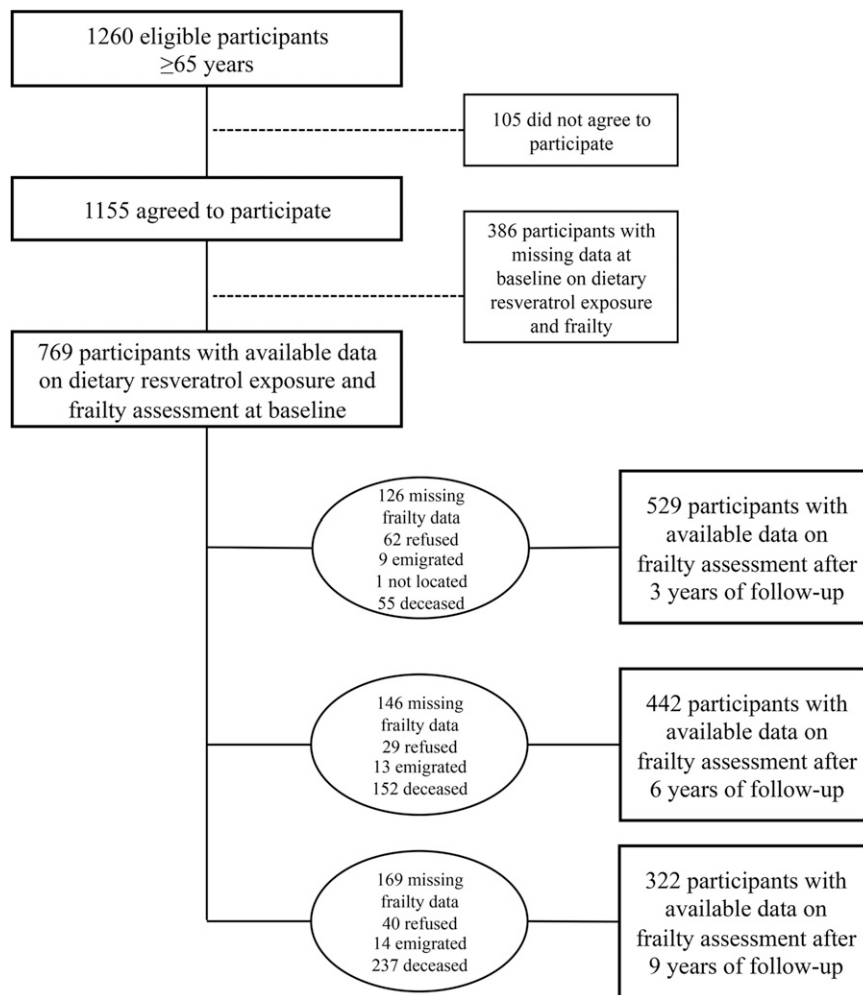 1260 eligible participants
≥65 years
105 did not agree to
participate
1155 agreed to participate
386 participants with
missing data at
baseline on dietary
resveratrol exposure
and frailty
769 participants with available data
on dietary resveratrol exposure and
frailty assessment at baseline
126 missing
frailty data
62 refused
9 emigrated
1 not located
55 deceased
529 participants with
available data on
frailty assessment after
3 years of follow-up
146 missing
frailty data
29 refused
13 emigrated
152 deceased
442 participants with
available data on
frailty assessment after
6 years of follow-up
169 missing
frailty data
40 refused
14 emigrated
237 deceased
322 participants with
available data on
frailty assessment after
9 years of follow-up